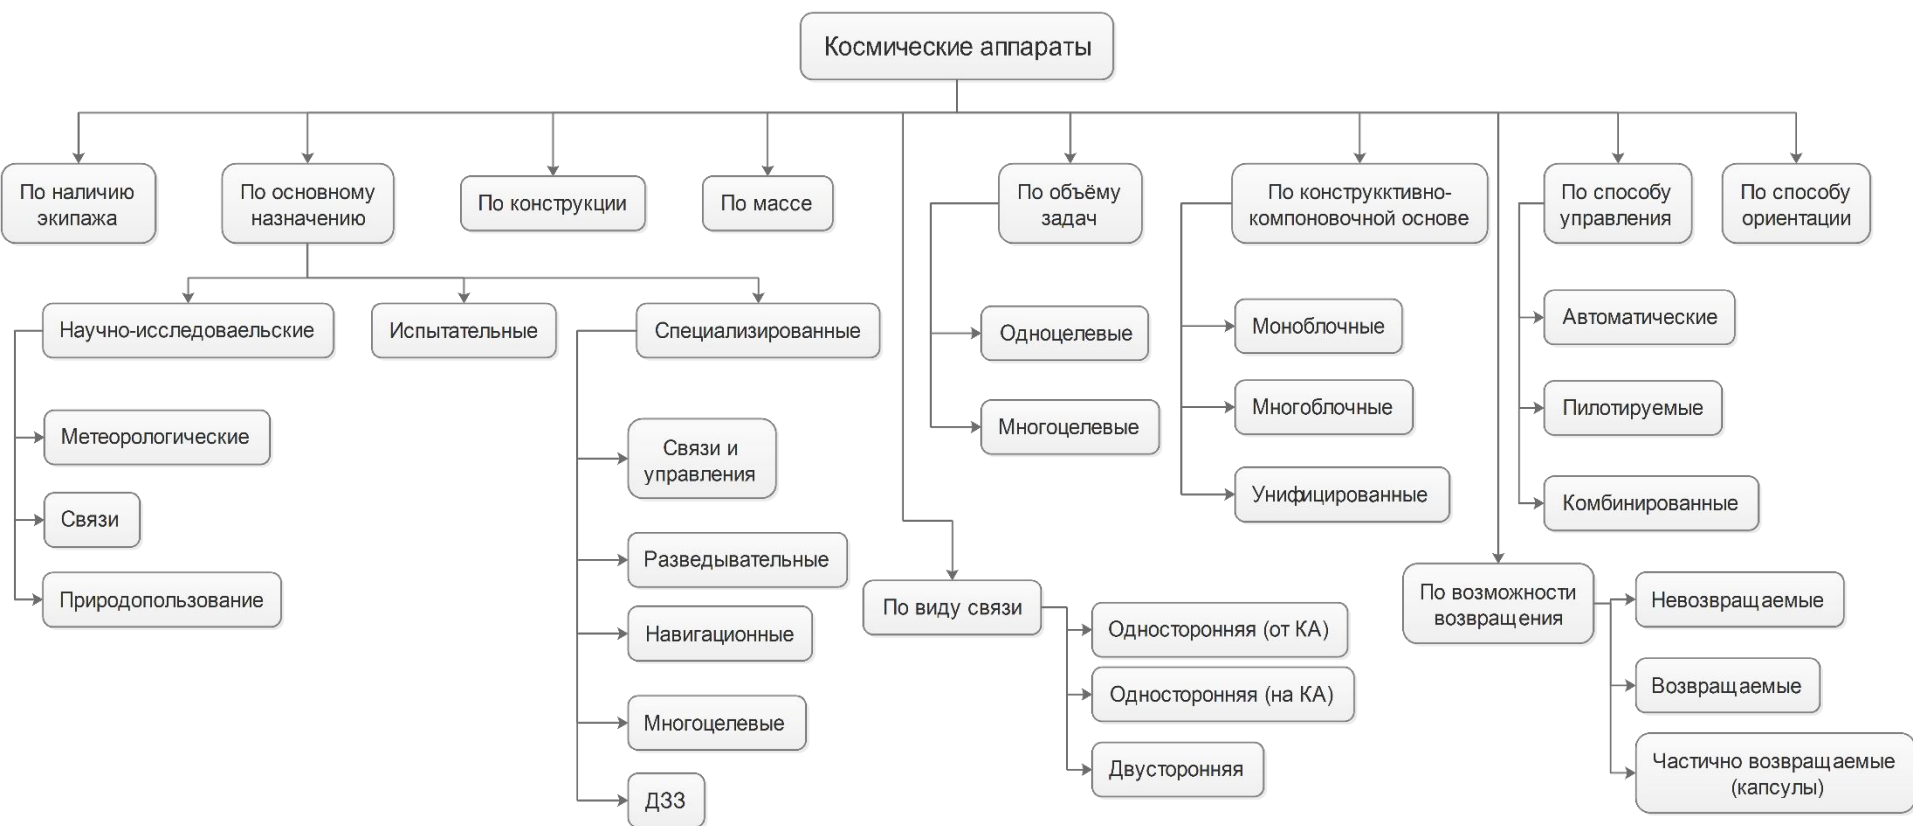 Космические аппараты
По наличию
экипажа
По основному
назначению
По конструкции
По массе
По объёму
задач
По конструкктивно-
компоновочной основе
По способу
управления
По способу
ориентации
Научно-исследоваельские
Испытательные
Специализированные
Метеорологические
Связи
Природопользование
Связи и
управления
Разведывательные
Навигационные
Многоцелевые
ДЗЗ
Одноцелевые
Многоцелевые
Моноблочные
Многоблочные
Унифицированные
Автоматические
Пилотируемые
Комбинированные
По виду связи
Односторонняя (от КА)
Односторонняя (на КА)
Двусторонняя
По возможности
возвращения
Невозвращаемые
Возвращаемые
Частично возвращаемые
(капсулы)